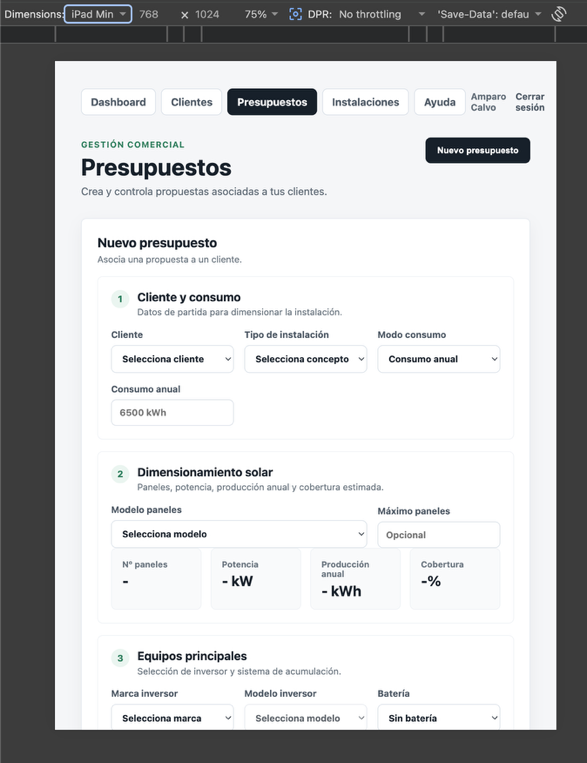 Dimensions: iPad Min 768 × 1024 75% DPR: No throttling 'Save-Data': defau
Dashboard Clientes Presupuestos Instalaciones Ayuda Amparo Calvo Cerrar sesión
GESTIÓN COMERCIAL
Presupuestos
Nuevo presupuesto
Crea y controla propuestas asociadas a tus clientes.
Nuevo presupuesto
Asocia una propuesta a un cliente.
1 Cliente y consumo
Datos de partida para dimensionar la instalación.
Cliente Tipo de instalación Modo consumo
Selecciona cliente Selecciona concepto Consumo anual
Consumo anual
6500 kWh
2 Dimensionamiento solar
Paneles, potencia, producción anual y cobertura estimada.
Modelo paneles Máximo paneles
Selecciona modelo Opcional
Nº paneles Potencia Producción anual Cobertura
- - kW - kWh -%
3 Equipos principales
Selección de inversor y sistema de acumulación.
Marca inversor Modelo inversor Batería
Selecciona marca Selecciona modelo Sin batería